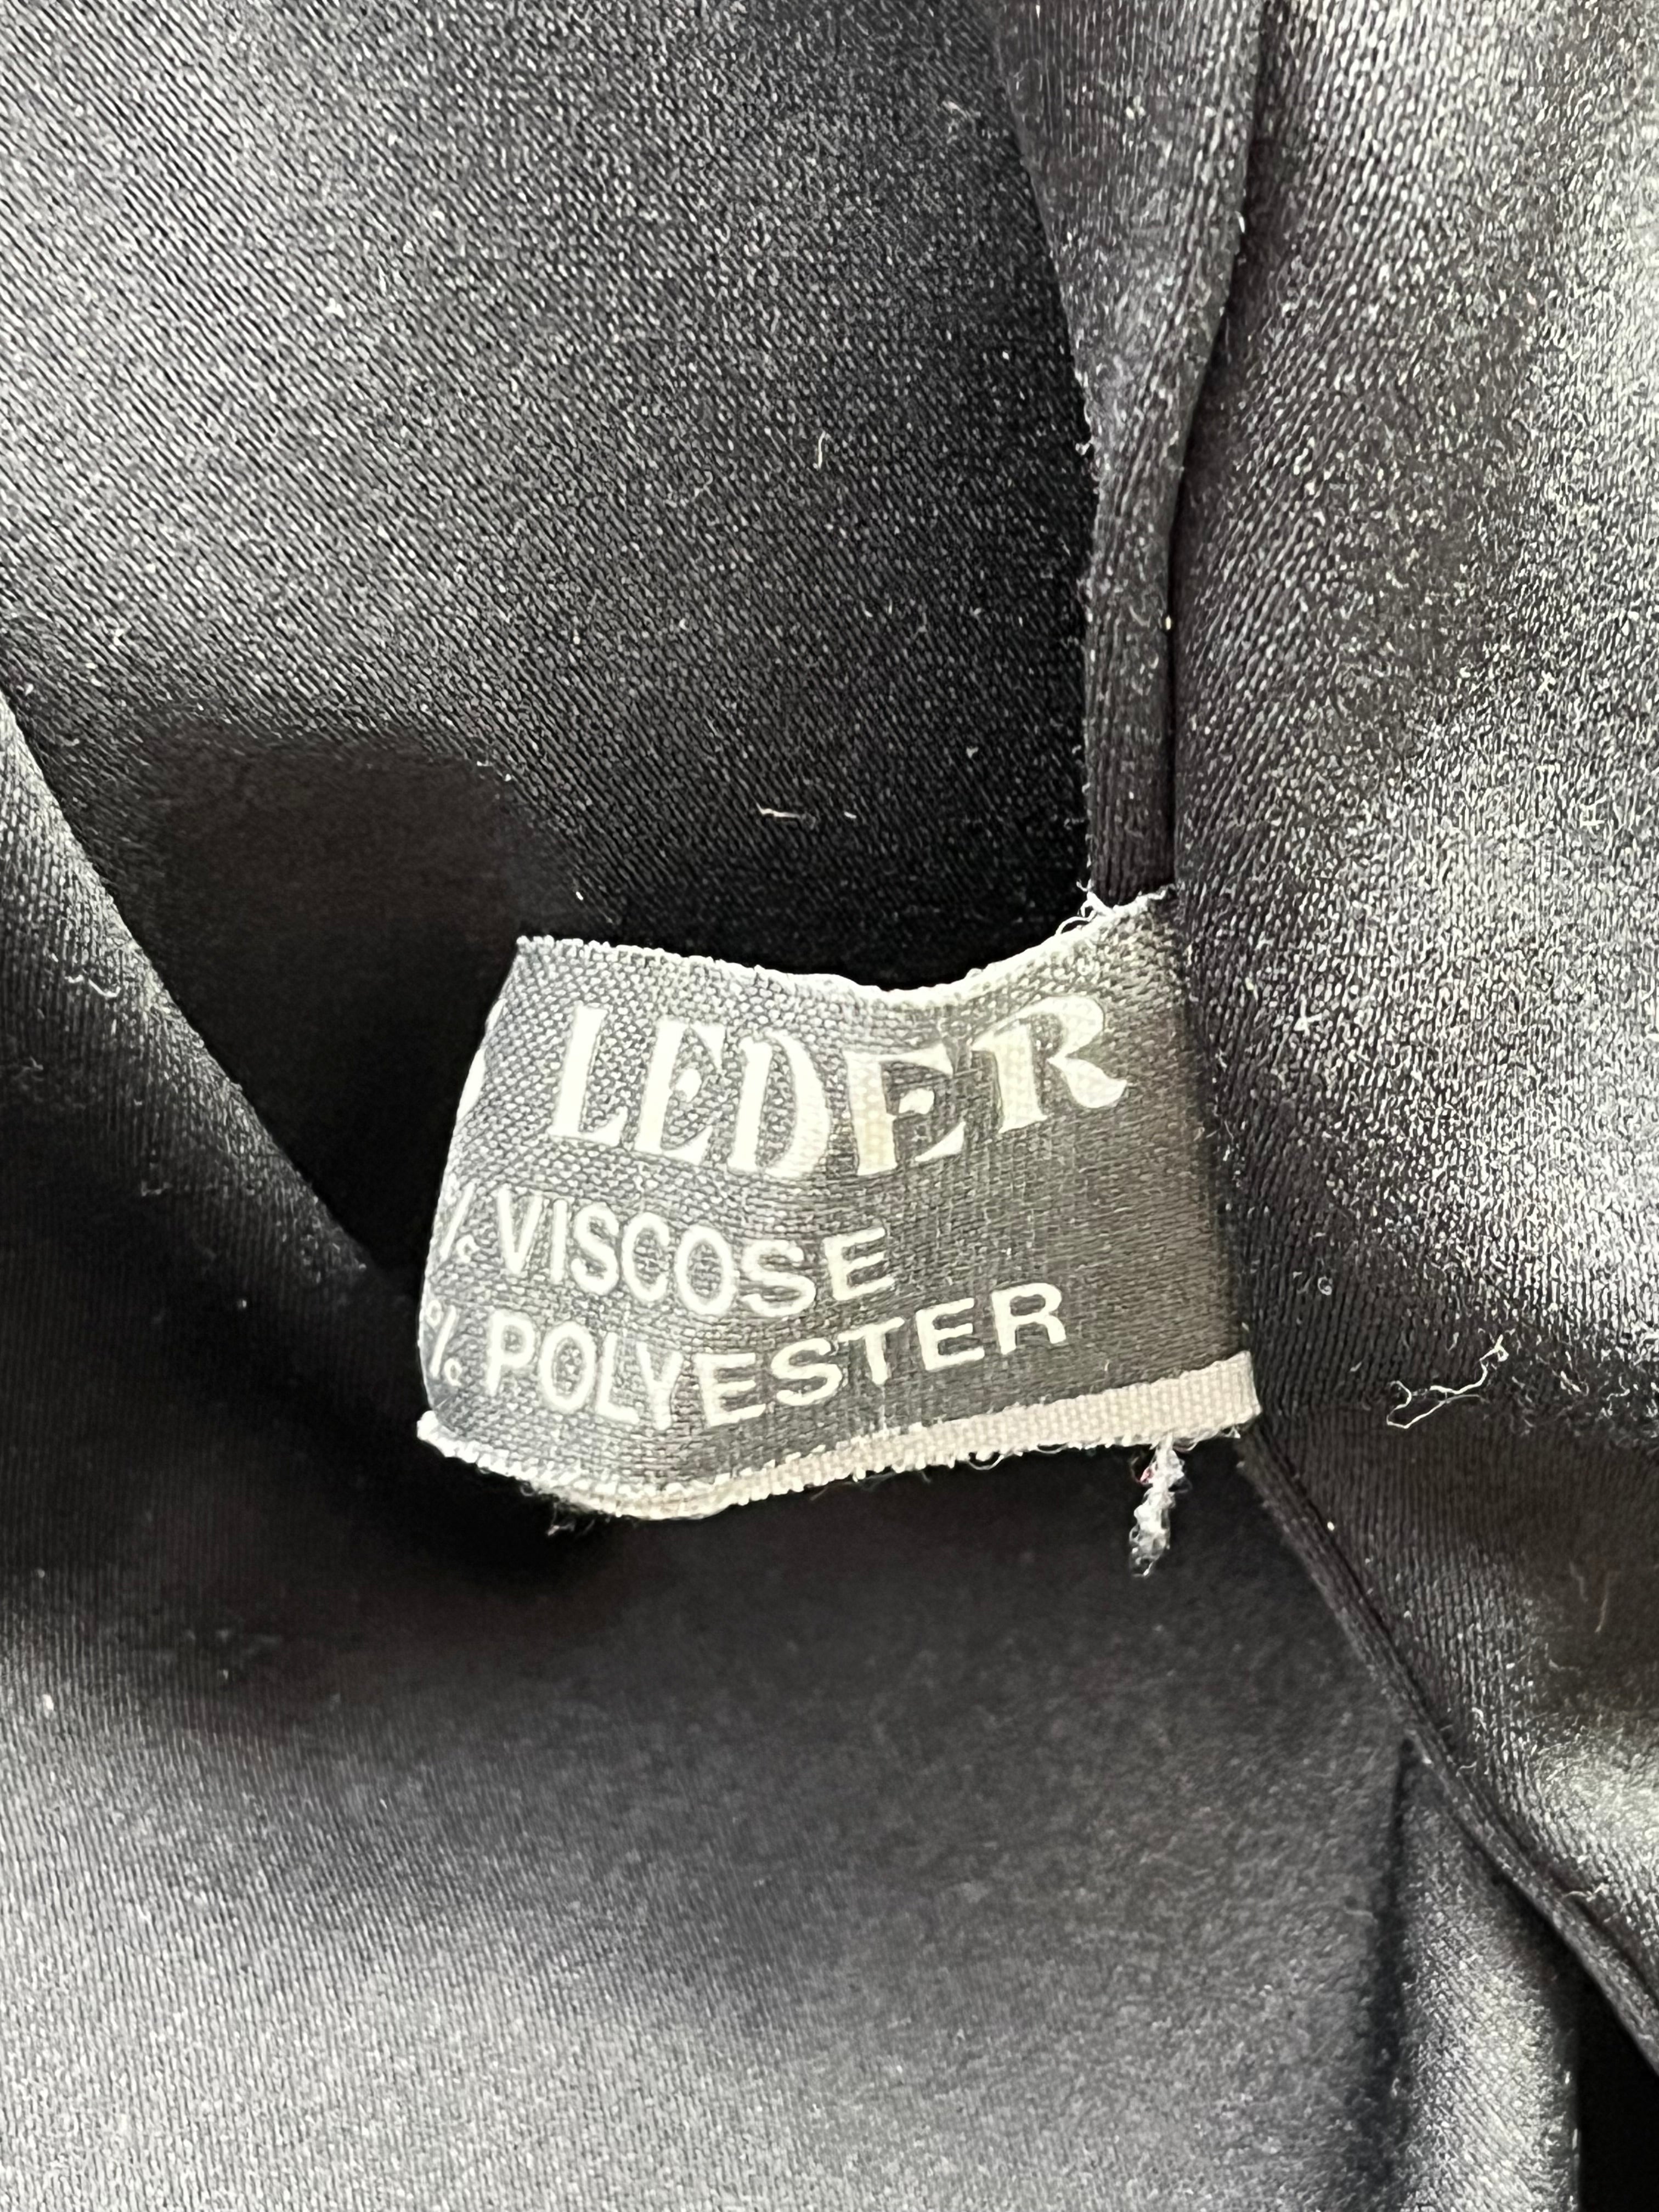 LEDER
% VISCOSE
% POLYESTER